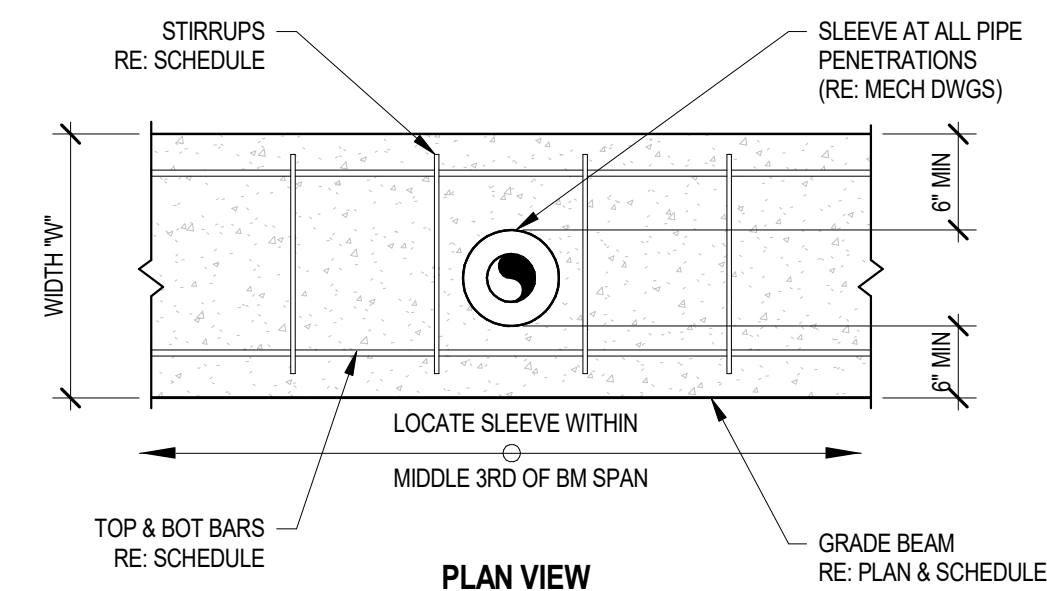 STIRRUPS
RE: SCHEDULE
SLEEVE AT ALL PIPE
PENETRATIONS
(RE: MECH DWGS)
WIDTH "W"
6" MIN
6" MIN
LOCATE SLEEVE WITHIN
MIDDLE 3RD OF BM SPAN
TOP & BOT BARS
RE: SCHEDULE
GRADE BEAM
RE: PLAN & SCHEDULE
PLAN VIEW